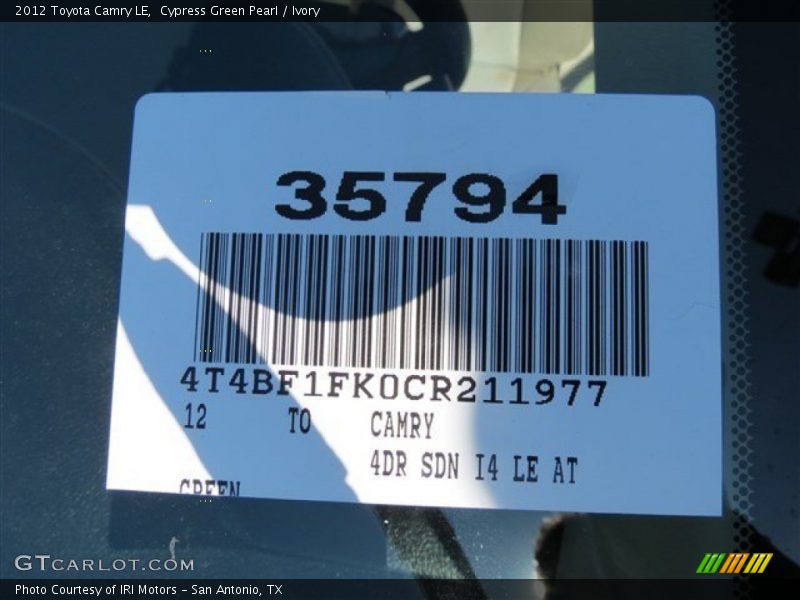 2012 Toyota Camry LE,  Cypress Green Pearl / Ivory
35794
4T4BF1FK0CR211977
12 TO CAMRY
4DR SDN I4 LE AT
GREEN
GTCARLOT.COM
Photo Courtesy of IRI Motors - San Antonio, TX